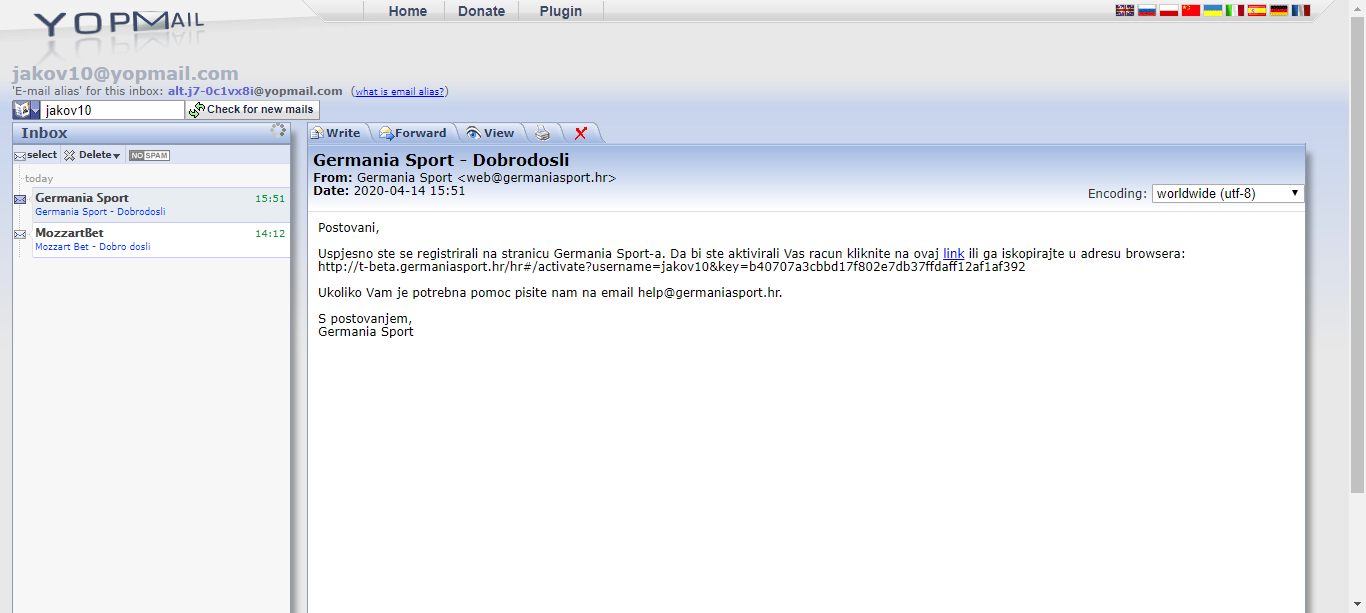 YOPMAIL
Home Donate Plugin
jakov10@yopmail.com
'E-mail alias' for this inbox: alt.j7-0c1vx8i@yopmail.com (what is email alias?)
jakov10 Check for new mails
Inbox
select Delete NO SPAM
today
Germania Sport 15:51
Germania Sport - Dobrodosli
MozzartBet 14:12
Mozzart Bet - Dobro dosli
Write Forward View
Germania Sport - Dobrodosli
From: Germania Sport <web@germaniasport.hr>
Date: 2020-04-14 15:51
Encoding: worldwide (utf-8)
Postovani,
Uspjesno ste se registrirali na stranicu Germania Sport-a. Da bi ste aktivirali Vas racun kliknite na ovaj link ili ga iskopirajte u adresu browsera:
http://t-beta.germaniasport.hr/hr#/activate?username=jakov10&key=b40707a3cbbd17f802e7db37ffdaff12af1af392
Ukoliko Vam je potrebna pomoc pisite nam na email help@germaniasport.hr.
S postovanjem,
Germania Sport